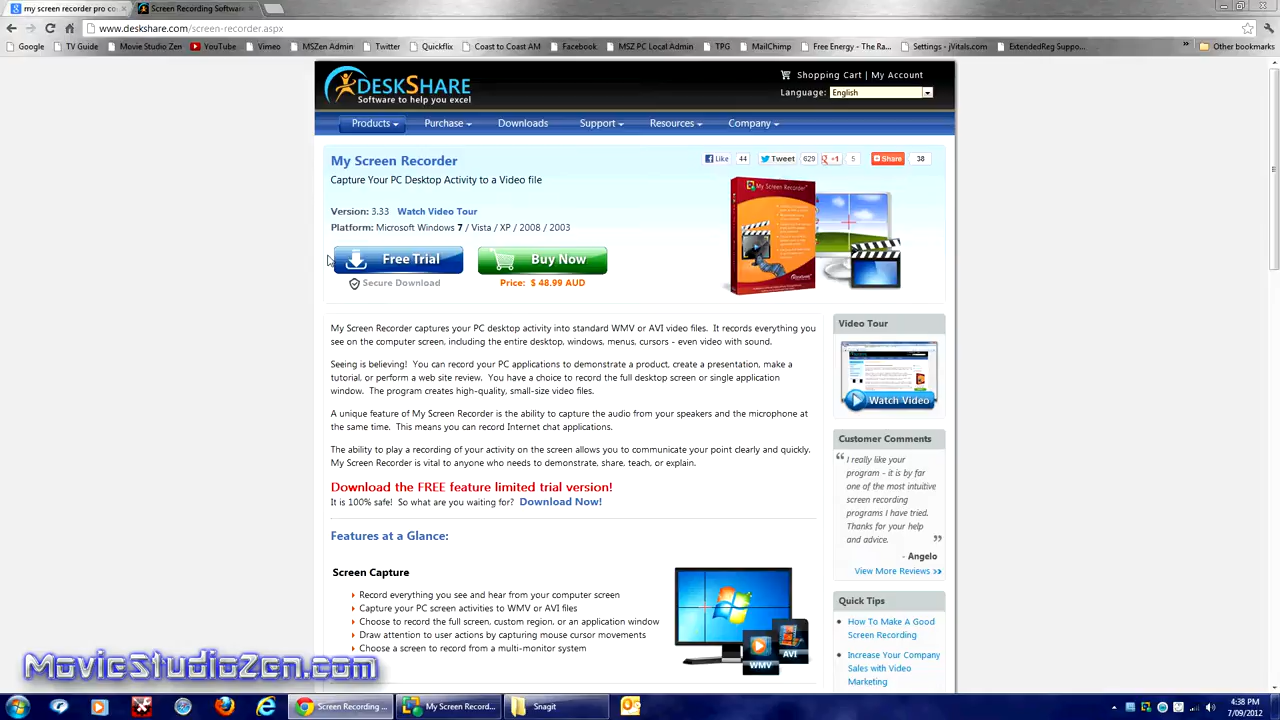 my screen recorder pro c
Screen Recording Software
www.deskshare.com/screen-recorder.aspx
Google
TV Guide
Movie Studio Zen
YouTube
Vimeo
MSZen Admin
Twitter
Quickflix
Coast to Coast AM
Facebook
MSZ PC Local Admin
TPG
MailChimp
Free Energy - The Ra...
Settings - jVitals.com
ExtendedReg Suppo...
Other bookmarks
DESKSHARE
Software to help you excel
Shopping Cart | My Account
Language: English
Products
Purchase
Downloads
Support
Resources
Company
My Screen Recorder
Like 44
Tweet 629
+1 5
Share 38
Capture Your PC Desktop Activity to a Video file
Version: 3.33 Watch Video Tour
Platform: Microsoft Windows 7 / Vista / XP / 2008 / 2003
Free Trial
Buy Now
Secure Download
Price: $ 48.99 AUD
My Screen Recorder
My Screen Recorder captures your PC desktop activity into standard WMV or AVI video files. It records everything you
see on the computer screen, including the entire desktop, windows, menus, cursors - even video with sound.
Seeing is believing! You can record your PC applications to demonstrate a product, create a presentation, make a
tutorial, or perform a web site review. You have a choice to record the full desktop screen or single application
window. The program creates high-quality, small-size video files.
A unique feature of My Screen Recorder is the ability to capture the audio from your speakers and the microphone at
the same time. This means you can record Internet chat applications.
The ability to play a recording of your activity on the screen allows you to communicate your point clearly and quickly.
My Screen Recorder is vital to anyone who needs to demonstrate, share, teach, or explain.
Download the FREE feature limited trial version!
It is 100% safe! So what are you waiting for? Download Now!
Features at a Glance:
Screen Capture
Record everything you see and hear from your computer screen
Capture your PC screen activities to WMV or AVI files
Choose to record the full screen, custom region, or an application window
Draw attention to user actions by capturing mouse cursor movements
Choose a screen to record from a multi-monitor system
WMV
AVI
Video Tour
Watch Video
Customer Comments
“ I really like your
program - it is by far
one of the most intuitive
screen recording
programs I have tried.
Thanks for your help
and advice. ”
- Angelo
View More Reviews >>
Quick Tips
How To Make A Good
Screen Recording
Increase Your Company
Sales with Video
Marketing
MovieStudioZen.com
Screen Recording ...
My Screen Record...
Snagit
4:38 PM
7/09/2012